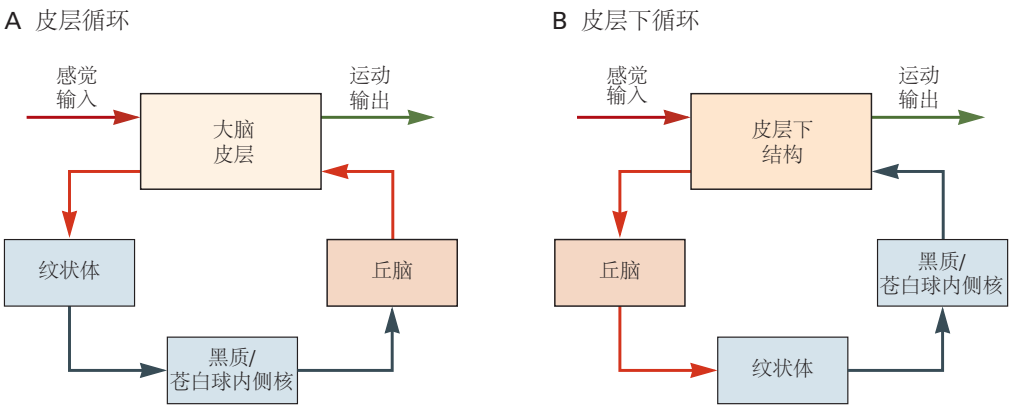 A 皮层循环
感觉
输入
运动
输出
大脑
皮层
纹状体
丘脑
黑质/
苍白球内侧核
B 皮层下循环
感觉
输入
运动
输出
皮层下
结构
丘脑
黑质/
苍白球内侧核
纹状体